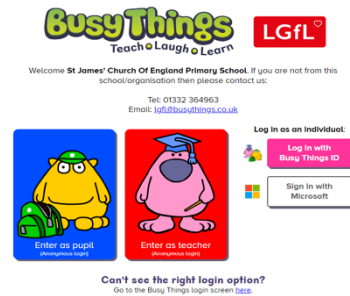 Busy Things
Teach • Laugh • Learn
LGfL
Welcome St James' Church Of England Primary School. If you are not from this
school/organisation then please contact us:
Tel: 01332 364963
Email: lgfl@busythings.co.uk
Log in as an individual:
Log in with
Busy Things ID
Sign in with
Microsoft
Enter as pupil
(Anonymous login)
Enter as teacher
(Anonymous login)
Can't see the right login option?
Go to the Busy Things login screen here.